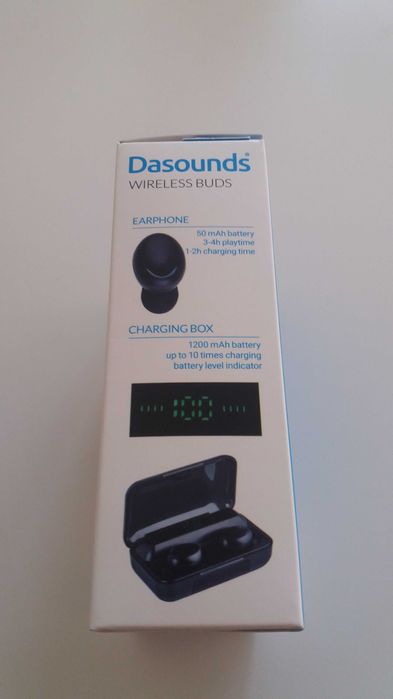 Dasounds®
WIRELESS BUDS
EARPHONE
50 mAh battery
3-4h playtime
1-2h charging time
CHARGING BOX
1200 mAh battery
up to 10 times charging
battery level indicator
100